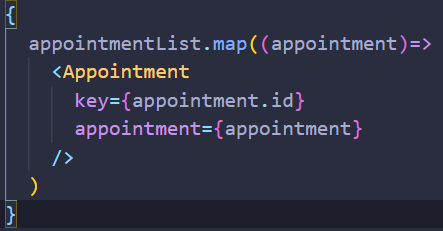 {
appointmentList.map((appointment)=>
<Appointment
key={appointment.id}
appointment={appointment}
/>
)
}